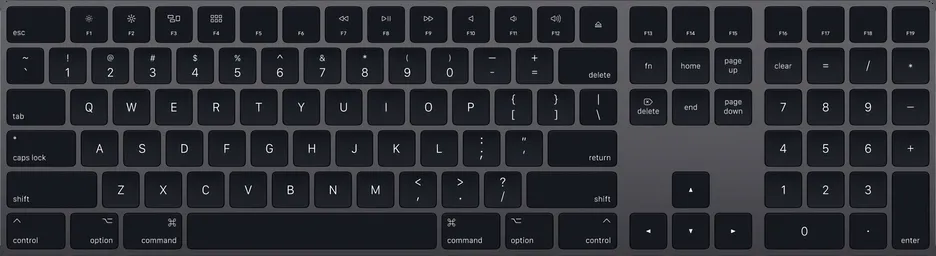 esc F1 F2 F3 F4 F5 F6 F7 F8 F9 F10 F11 F12 F13 F14 F15 F16 F17 F18 F19
~ ! @ # $ % ^ & * ( ) — +
` 1 2 3 4 5 6 7 8 9 0 - = delete fn home page up clear = / *
tab Q W E R T Y U I O P { [ } ] | \ ⌦ delete end page down 7 8 9 –
caps lock A S D F G H J K L : ; " ' return 4 5 6 +
shift Z X C V B N M < , > . ? / shift ▲ 1 2 3
^ control ⌥ option ⌘ command ⌘ command ⌥ option ^ control ◄ ▼ ► 0 . enter